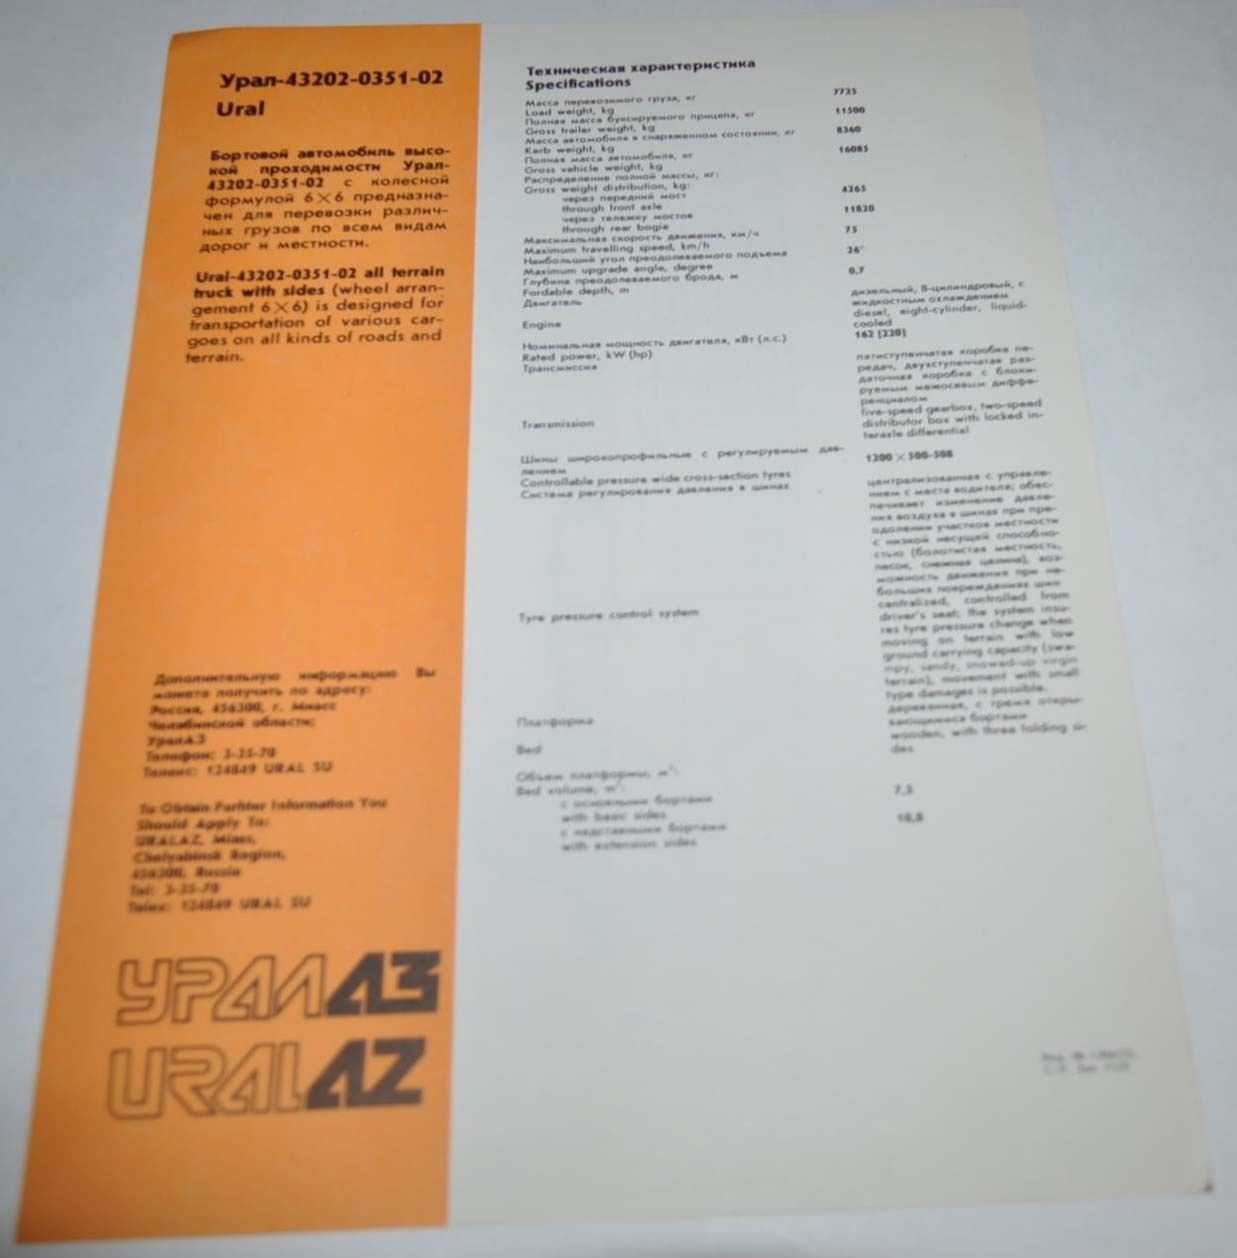 Урал-43202-0351-02
Ural
Бортовой автомобиль высо-
кой проходимости Урал-
43202-0351-02 с колесной
формулой 6×6 предназна-
чен для перевозки различ-
ных грузов по всем видам
дорог и местности.
Ural-43202-0351-02 all terrain
truck with sides (wheel arran-
gement 6×6) is designed for
transportation of various car-
goes on all kinds of roads and
terrain.
Дополнительную информацию Вы
можете получить по адресу:
Россия, 456300, г. Миасс
Челябинской области;
УралАЗ
Телефон: 3-35-70
Телекс: 124849 URAL SU
To Obtain Further Information You
Should Apply To:
URALAZ, Miass,
Chelyabinsk Region,
456300, Russia
Tel: 3-35-70
Telex: 124849 URAL SU
УРАЛАЗ
URALAZ
Техническая характеристика
Specifications
Масса перевозимого груза, кг 7735
Load weight, kg
Полная масса буксируемого прицепа, кг 11500
Gross trailer weight, kg
Масса автомобиля в снаряженном состоянии, кг 8360
Kerb weight, kg
Полная масса автомобиля, кг 16085
Gross vehicle weight, kg
Распределение полной массы, кг:
Gross weight distribution, kg:
через передний мост 4265
through front axle
через тележку мостов 11820
through rear bogie
Максимальная скорость движения, км/ч 75
Maximum travelling speed, km/h
Наибольший угол преодолеваемого подъема 26°
Maximum upgrade angle, degree
Глубина преодолеваемого брода, м 0,7
Fordable depth, m
Двигатель дизельный, 8-цилиндровый, с
жидкостным охлаждением
Engine diesel, eight-cylinder, liquid-
cooled
Номинальная мощность двигателя, кВт (л.с.) 162 (220)
Rated power, kW (hp)
Трансмиссия пятиступенчатая коробка пе-
редач, двухступенчатая раз-
даточная коробка с блоки-
руемым межосевым диффе-
ренциалом
Transmission five-speed gearbox, two-speed
distributor box with locked in-
teraxle differential
Шины широкопрофильные с регулируемым дав- 1200×500-508
лением
Controllable pressure wide cross-section tyres
Система регулирования давления в шинах централизованная с управле-
нием с места водителя; обес-
печивает изменение давле-
ния воздуха в шинах при пре-
одолении участков местности
с низкой несущей способно-
стью (болотистая местность,
песок, снежная целина), воз-
можность движения при не-
больших повреждениях шин
Tyre pressure control system centralized, controlled from
driver's seat; the system insu-
res tyre pressure change when
moving on terrain with low
ground carrying capacity (swa-
mpy, sandy, snowed-up virgin
terrain), movement with small
type damages is possible.
Платформа деревянная, с тремя откры-
вающимися бортами
Bed wooden, with three folding si-
des
Объем платформы, м³:
Bed volume, m³:
с основными бортами 7,5
with basic sides
с надставными бортами 10,8
with extension sides